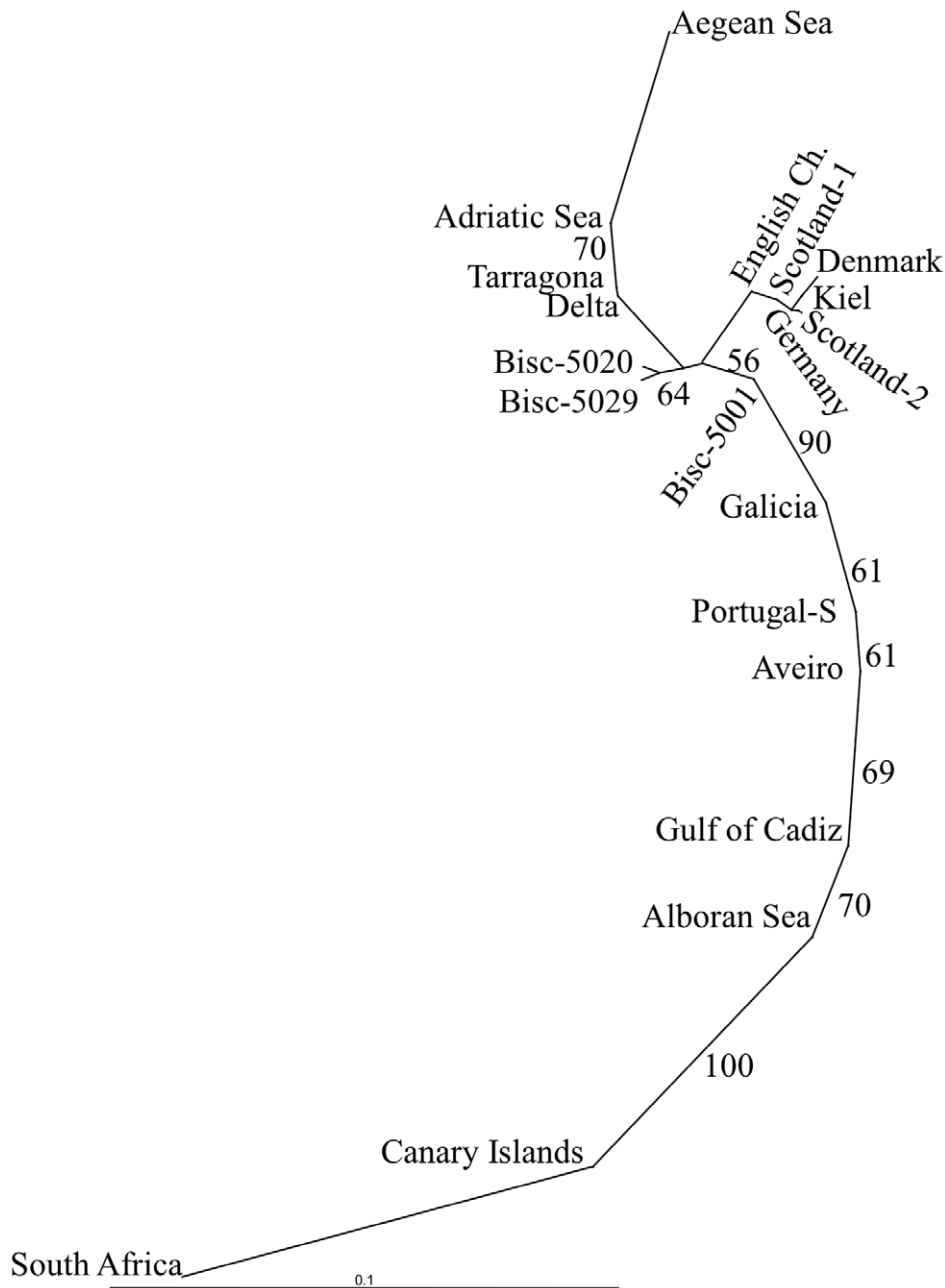 Aegean Sea
English Ch.
Scotland-1
Adriatic Sea
70
Denmark
Tarragona
Kiel
Delta
Scotland-2
Germany
Bisc-5020
56
Bisc-5029
64
Bisc-5001
90
Galicia
61
Portugal-S
61
Aveiro
69
Gulf of Cadiz
70
Alboran Sea
100
Canary Islands
South Africa
0.1